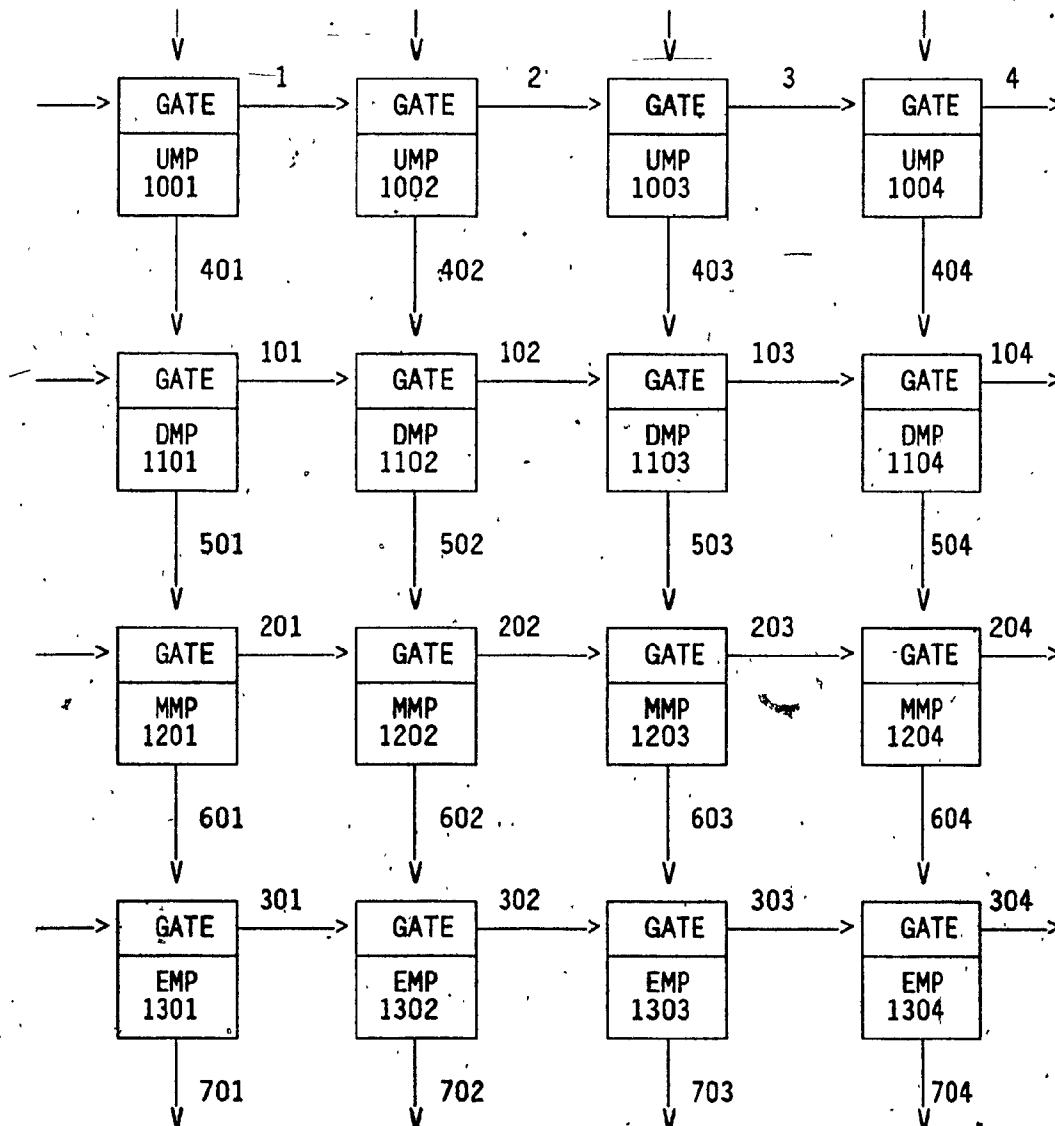 1 2 3 4
GATE GATE GATE GATE
UMP UMP UMP UMP
1001 1002 1003 1004
401 402 403 404
101 102 103 104
GATE GATE GATE GATE
DMP DMP DMP DMP
1101 1102 1103 1104
501 502 503 504
201 202 203 204
GATE GATE GATE GATE
MMP MMP MMP MMP
1201 1202 1203 1204
601 602 603 604
301 302 303 304
GATE GATE GATE GATE
EMP EMP EMP EMP
1301 1302 1303 1304
701 702 703 704